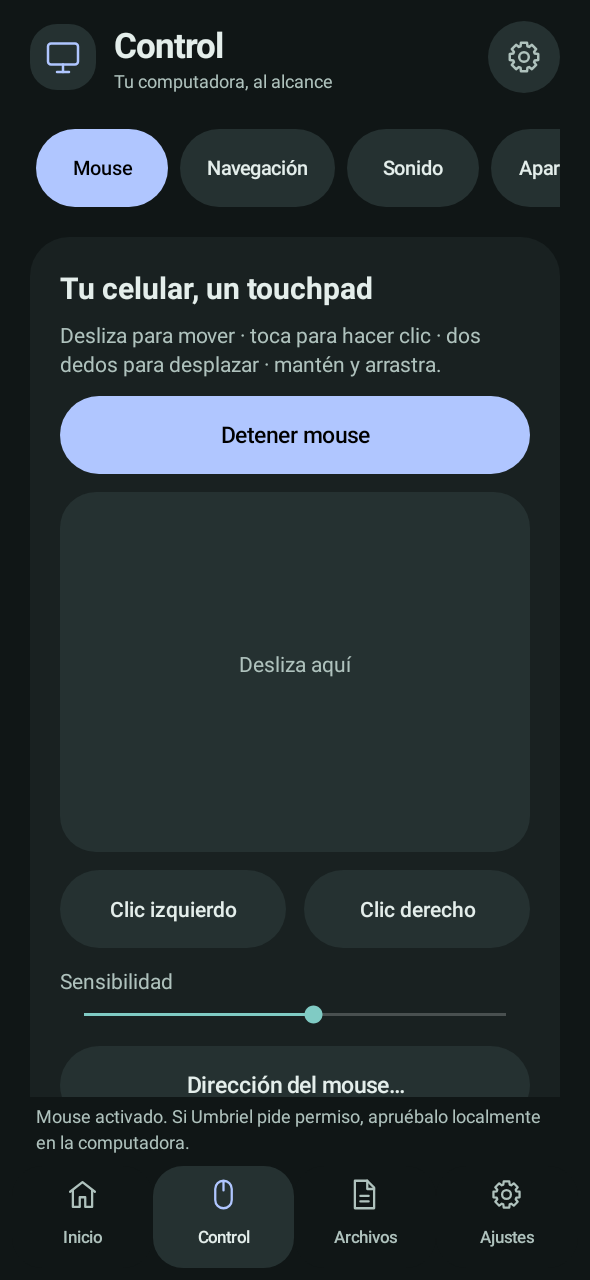 Control
Tu computadora, al alcance
Mouse
Navegación
Sonido
Apar
Tu celular, un touchpad
Desliza para mover · toca para hacer clic · dos
dedos para desplazar · mantén y arrastra.
Detener mouse
Desliza aquí
Clic izquierdo
Clic derecho
Sensibilidad
Dirección del mouse...
Mouse activado. Si Umbriel pide permiso, apruébalo localmente
en la computadora.
Inicio
Control
Archivos
Ajustes